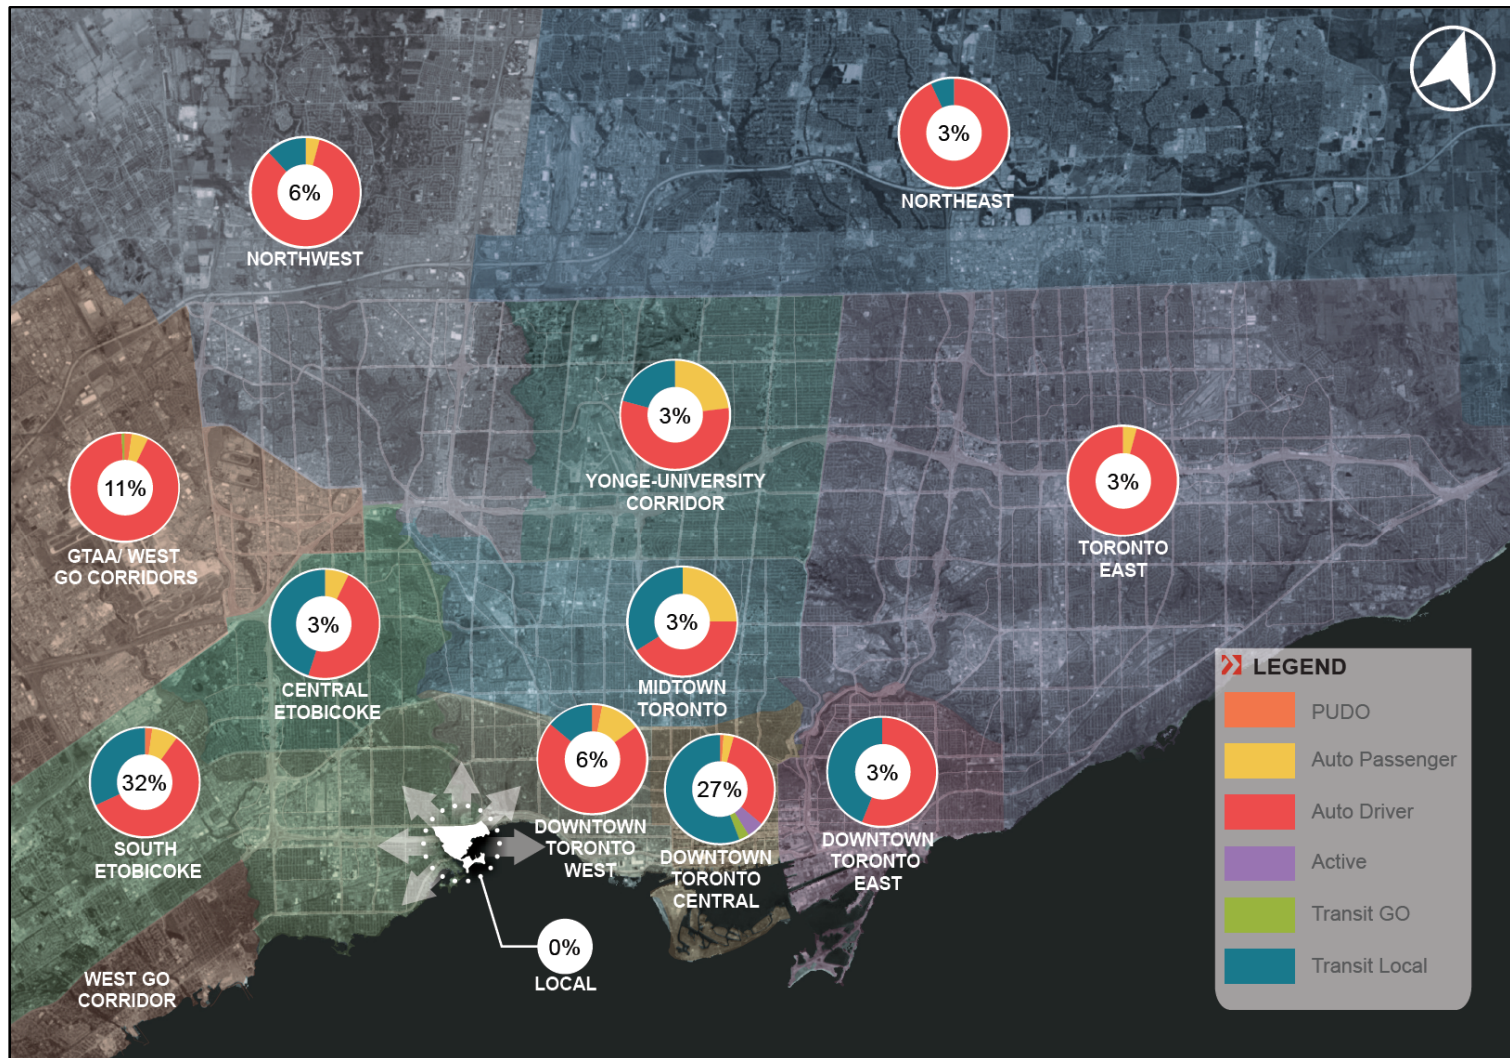 3%
NORTHEAST
6%
NORTHWEST
3%
YONGE-UNIVERSITY
CORRIDOR
11%
GTAA/ WEST
GO CORRIDORS
3%
TORONTO
EAST
3%
CENTRAL
ETOBICOKE
3%
MIDTOWN
TORONTO
32%
SOUTH
ETOBICOKE
6%
DOWNTOWN
TORONTO
WEST
27%
DOWNTOWN
TORONTO
CENTRAL
3%
DOWNTOWN
TORONTO
EAST
0%
LOCAL
WEST GO
CORRIDOR
LEGEND
PUDO
Auto Passenger
Auto Driver
Active
Transit GO
Transit Local